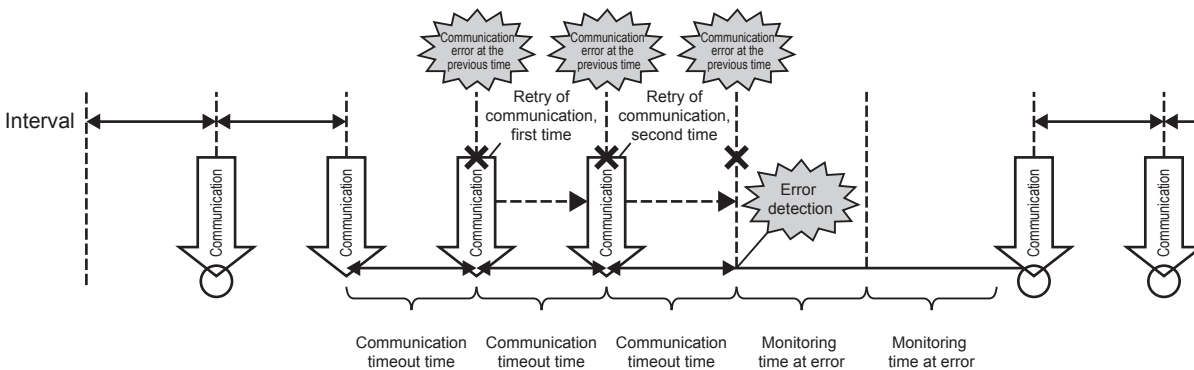 Communication
error at the
previous time
Communication
error at the
previous time
Communication
error at the
previous time
Retry of
communication,
first time
Retry of
communication,
second time
Interval
Communication
Communication
Communication
Communication
Error
detection
Communication
Communication
Communication
timeout time
Communication
timeout time
Communication
timeout time
Monitoring
time at error
Monitoring
time at error